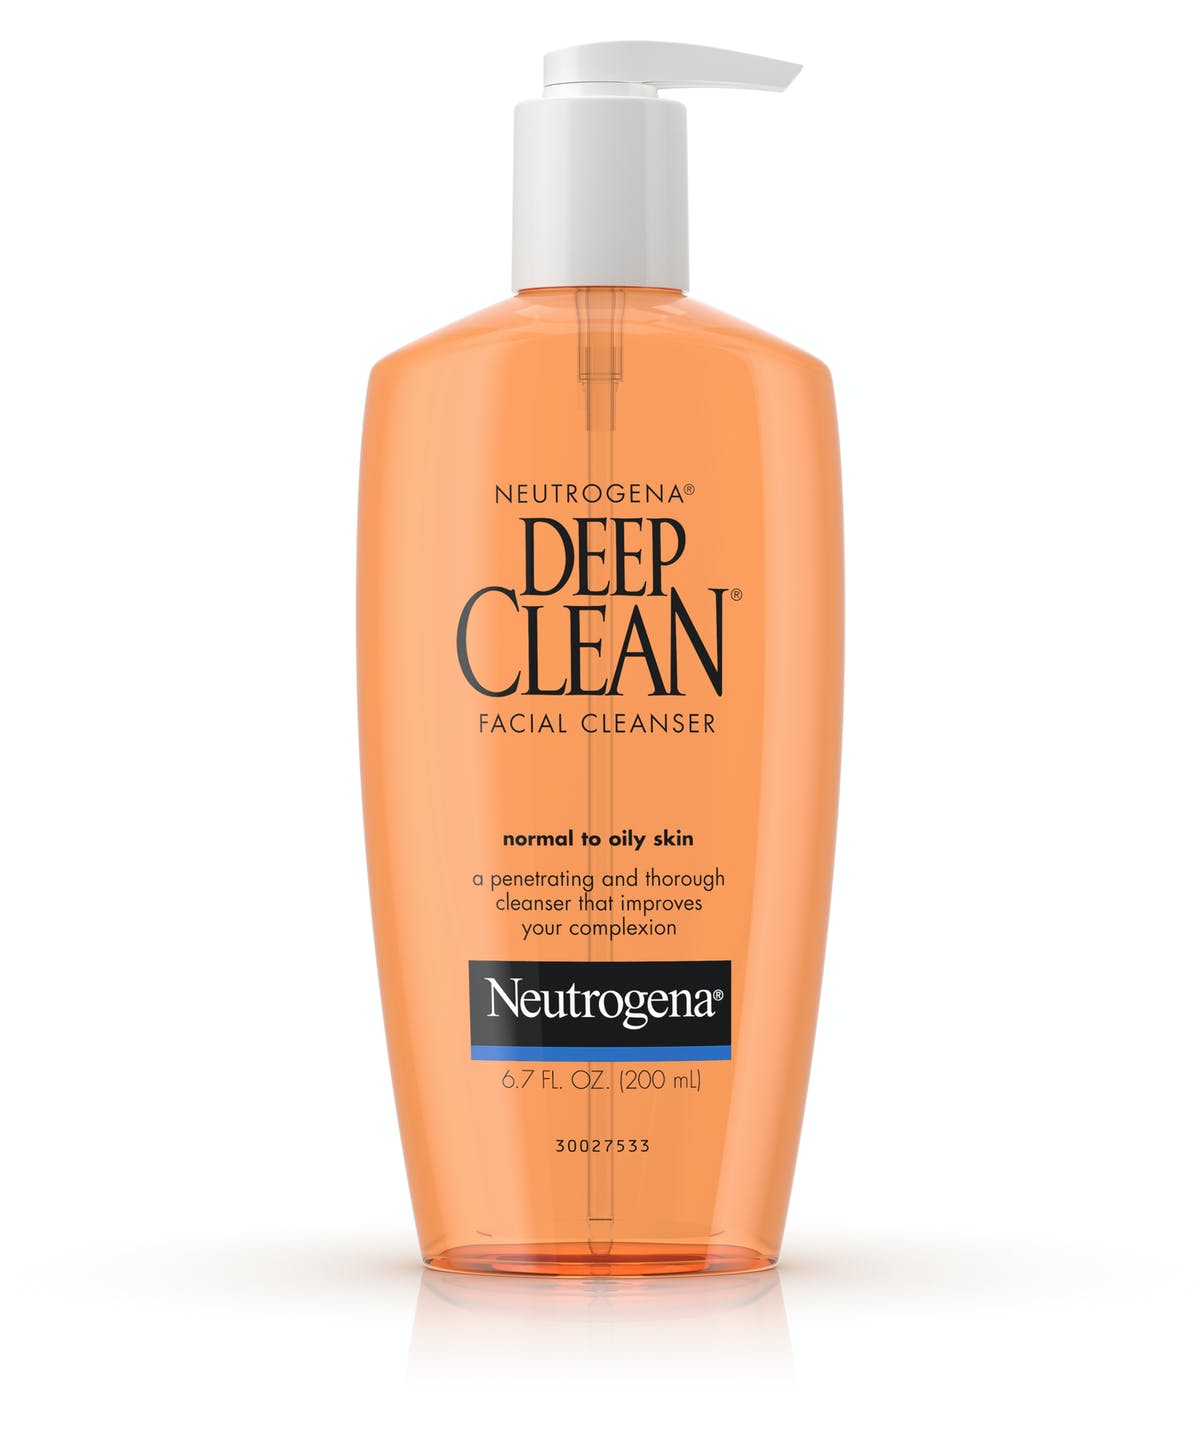 NEUTROGENA®
DEEP
CLEAN®
FACIAL CLEANSER
normal to oily skin
a penetrating and thorough
cleanser that improves
your complexion
Neutrogena®
6.7 FL. OZ. (200 mL)
30027533